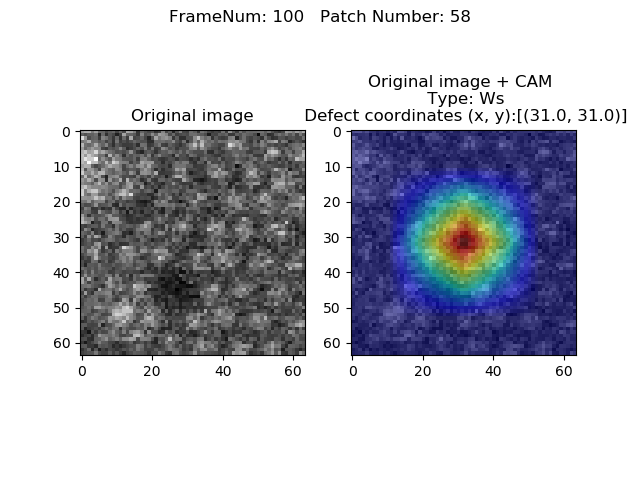 FrameNum: 100   Patch Number: 58
Original image
0
10
20
30
40
50
60
0 20 40 60
Original image + CAM
Type: Ws
Defect coordinates (x, y):[(31.0, 31.0)]
0
10
20
30
40
50
60
0 20 40 60